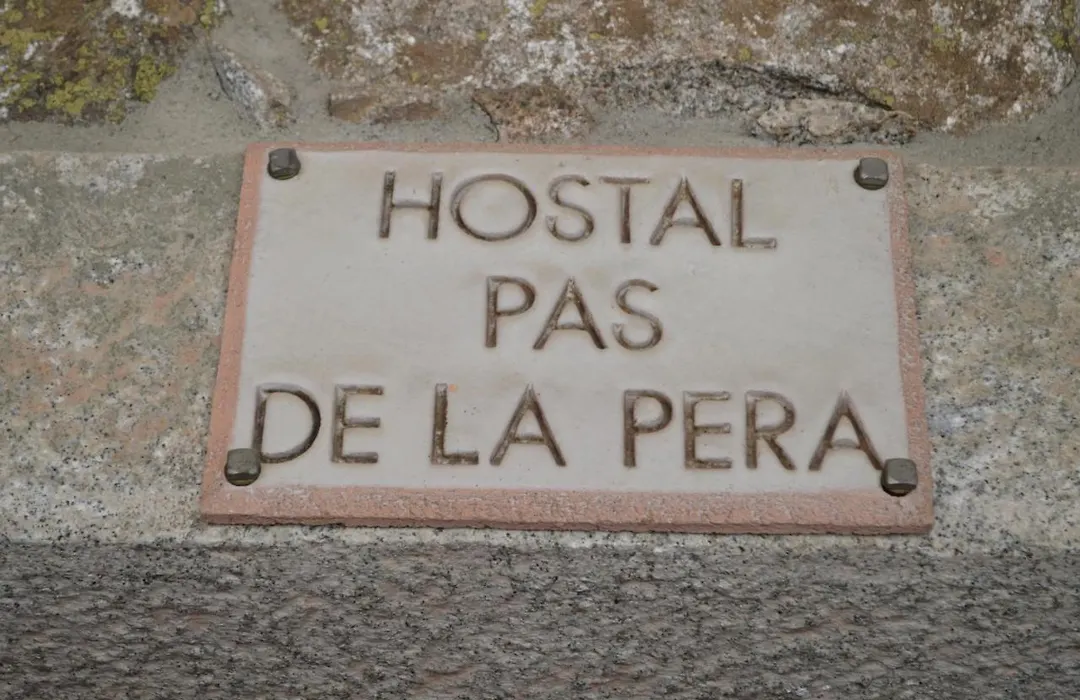 HOSTAL
PAS
DE LA PERA